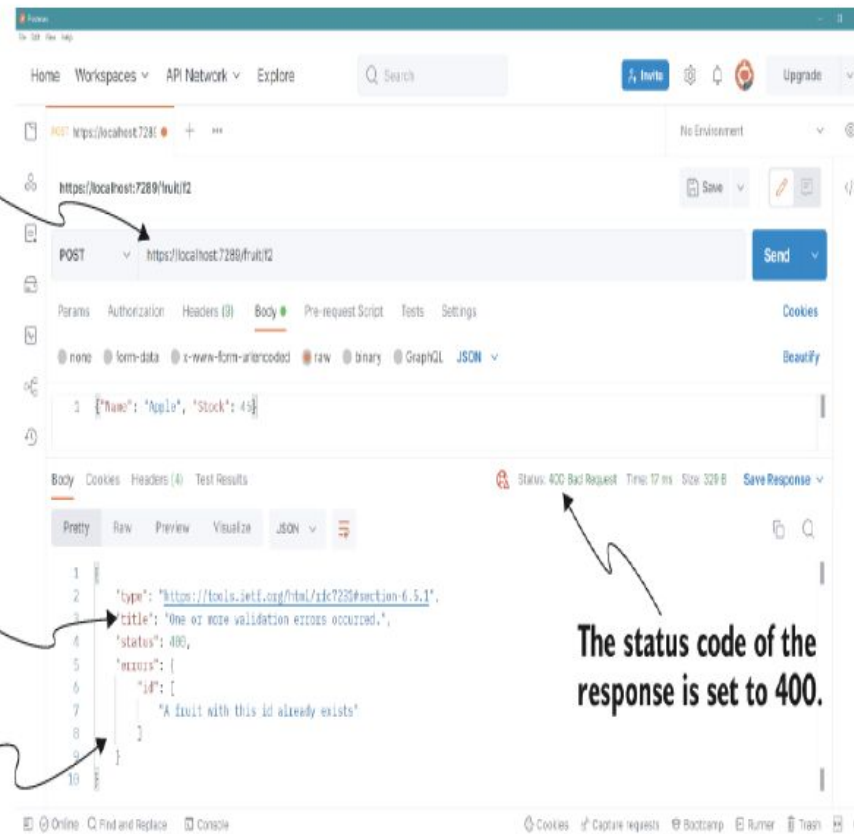 Postman
File Edit View Help
Home Workspaces API Network Explore Search Invite Upgrade
POST https://localhost:7289 + ••• No Environment
https://localhost:7289/fruit/f2 Save
POST https://localhost:7289/fruit/f2 Send
Params Authorization Headers (9) Body Pre-request Script Tests Settings Cookies
none form-data x-www-form-urlencoded raw binary GraphQL JSON Beautify
1 {"Name": "Apple", "Stock": 45}
Body Cookies Headers (4) Test Results Status: 400 Bad Request Time: 17 ms Size: 329 B Save Response
Pretty Raw Preview Visualize JSON
1 {
2 "type": "https://tools.ietf.org/html/rfc7231#section-6.5.1",
3 "title": "One or more validation errors occurred.",
4 "status": 400,
5 "errors": {
6 "id": [
7 "A fruit with this id already exists"
8 ]
9 }
10 }
The status code of the
response is set to 400.
Online Find and Replace Console Cookies Capture requests Bootcamp Runner Trash